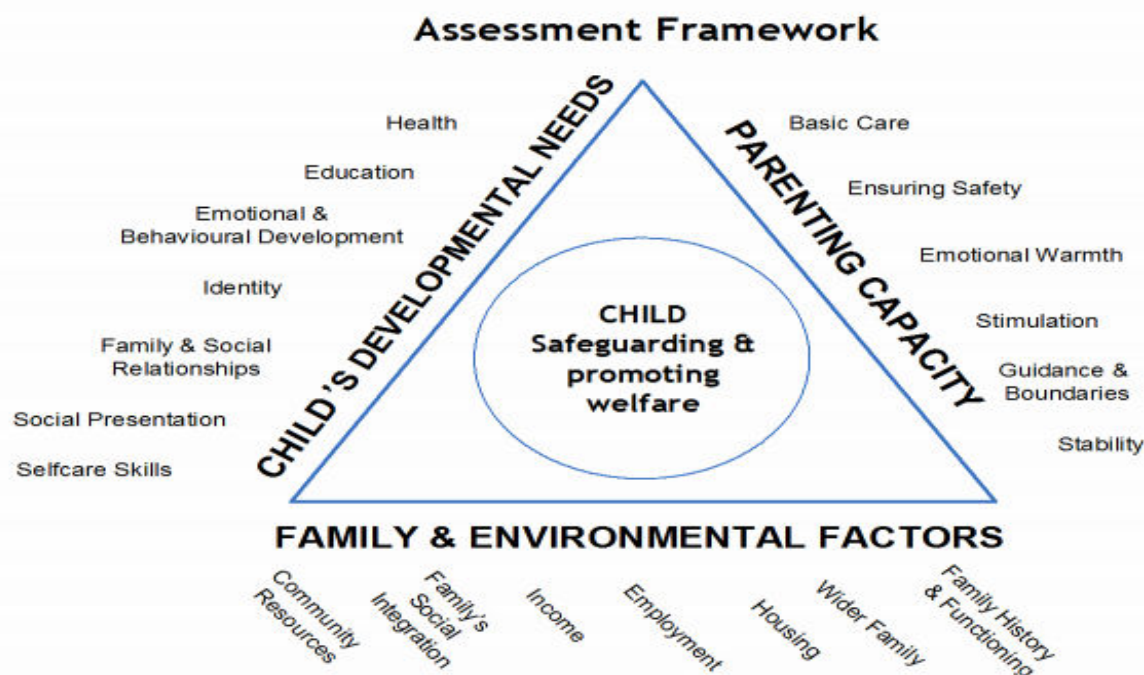 Assessment Framework
CHILD'S DEVELOPMENTAL NEEDS
Health
Education
Emotional &
Behavioural Development
Identity
Family & Social
Relationships
Social Presentation
Selfcare Skills
PARENTING CAPACITY
Basic Care
Ensuring Safety
Emotional Warmth
Stimulation
Guidance &
Boundaries
Stability
CHILD
Safeguarding &
promoting
welfare
FAMILY & ENVIRONMENTAL FACTORS
Community
Resources
Family's
Social
Integration
Income
Employment
Housing
Wider Family
Family History
& Functioning